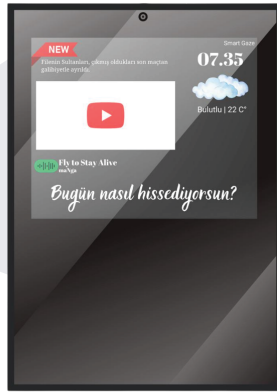 Smart Gaze
NEW
Filenin Sultanları, çıkmış oldukları son maçtan
galibiyetle ayrıldı.
07.35
Bulutlu | 22 C°
Fly to Stay Alive
maNga
Bugün nasıl hissediyorsun?